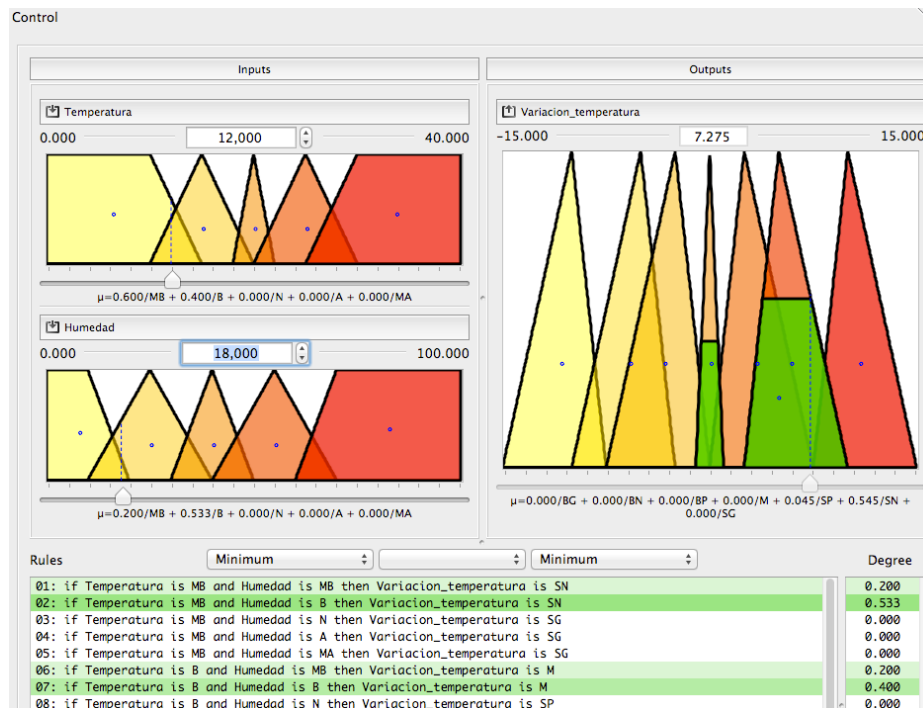 Control
Inputs
Temperatura
0.000 12,000 40.000
μ=0.600/MB + 0.400/B + 0.000/N + 0.000/A + 0.000/MA
Humedad
0.000 18,000 100.000
μ=0.200/MB + 0.533/B + 0.000/N + 0.000/A + 0.000/MA
Outputs
Variacion_temperatura
-15.000 7.275 15.000
μ=0.000/BG + 0.000/BN + 0.000/BP + 0.000/M + 0.045/SP + 0.545/SN +
0.000/SG
Rules Minimum Minimum Degree
01: if Temperatura is MB and Humedad is MB then Variacion_temperatura is SN 0.200
02: if Temperatura is MB and Humedad is B then Variacion_temperatura is SN 0.533
03: if Temperatura is MB and Humedad is N then Variacion_temperatura is SG 0.000
04: if Temperatura is MB and Humedad is A then Variacion_temperatura is SG 0.000
05: if Temperatura is MB and Humedad is MA then Variacion_temperatura is SG 0.000
06: if Temperatura is B and Humedad is MB then Variacion_temperatura is M 0.200
07: if Temperatura is B and Humedad is B then Variacion_temperatura is M 0.400
08: if Temperatura is B and Humedad is N then Variacion_temperatura is SP 0.000